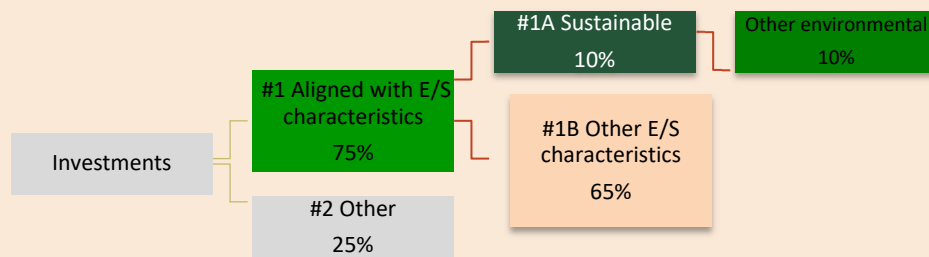 Investments
#1 Aligned with E/S
characteristics
75%
#2 Other
25%
#1A Sustainable
10%
#1B Other E/S
characteristics
65%
Other environmental
10%